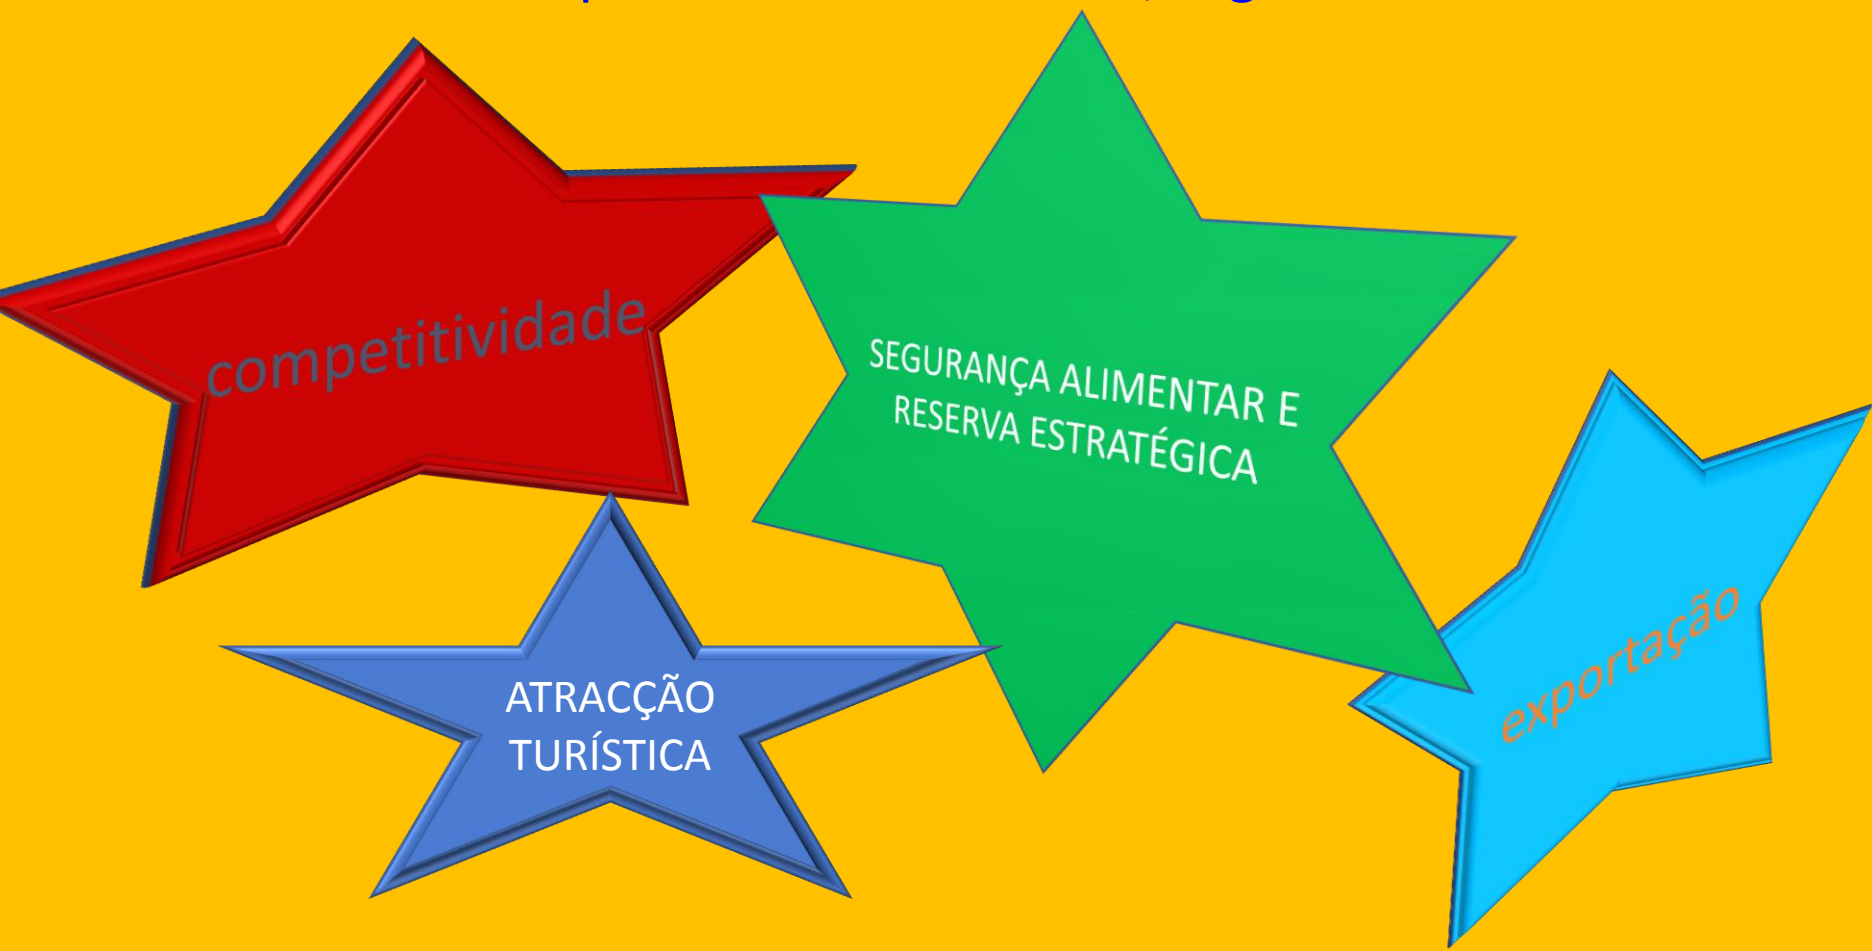 competitividade
SEGURANÇA ALIMENTAR E
RESERVA ESTRATÉGICA
exportação
ATRACÇÃO
TURÍSTICA